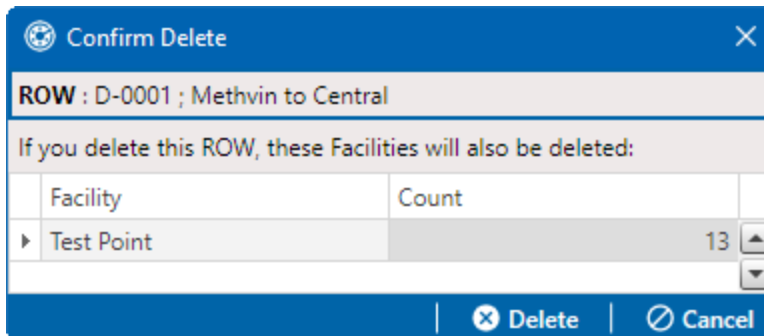 Confirm Delete
ROW : D-0001 ; Methvin to Central
If you delete this ROW, these Facilities will also be deleted:
Facility Count
Test Point 13
Delete Cancel